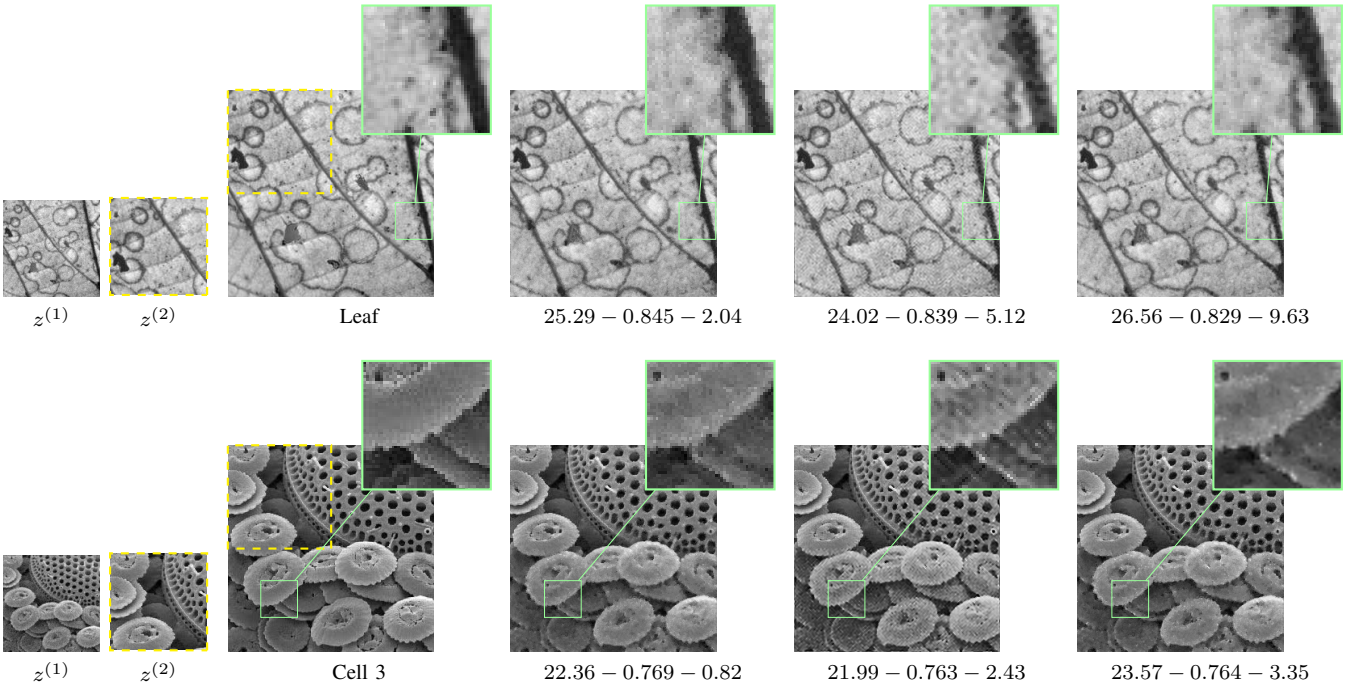 z(1) z(2) Leaf 25.29 − 0.845 − 2.04 24.02 − 0.839 − 5.12 26.56 − 0.829 − 9.63
z(1) z(2) Cell 3 22.36 − 0.769 − 0.82 21.99 − 0.763 − 2.43 23.57 − 0.764 − 3.35